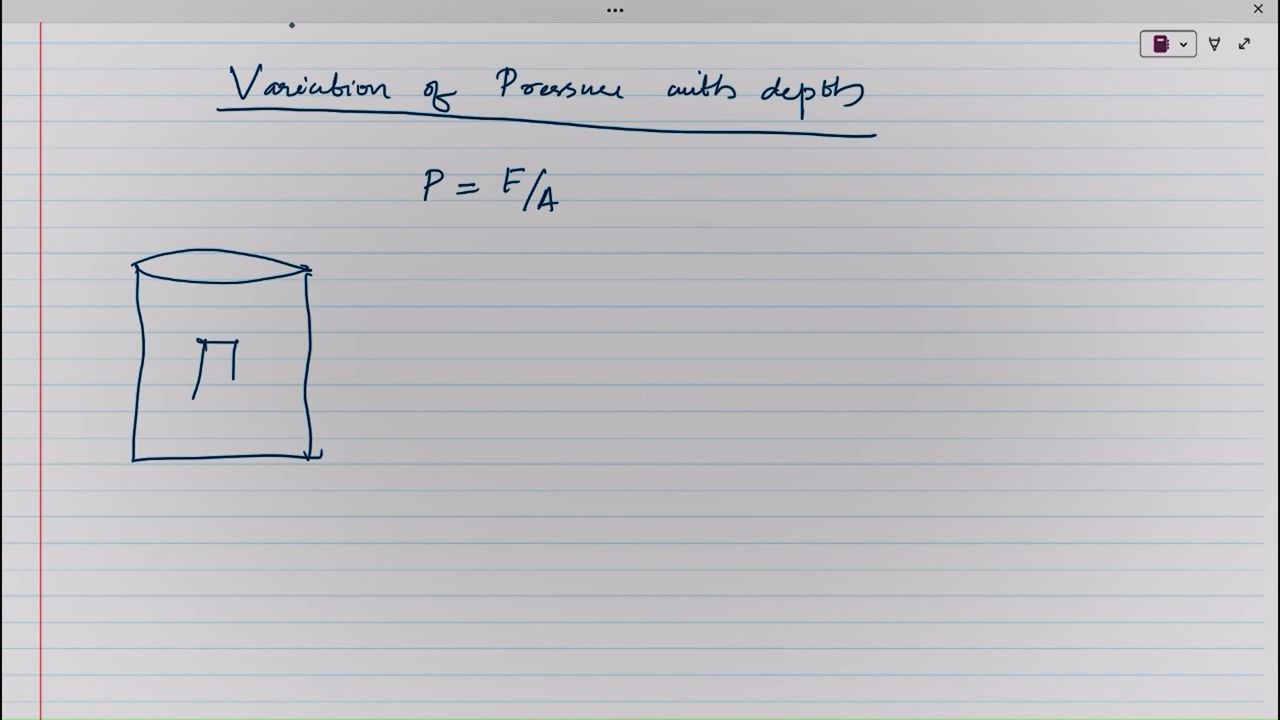 Variation of Pressure with depth
P = F/A